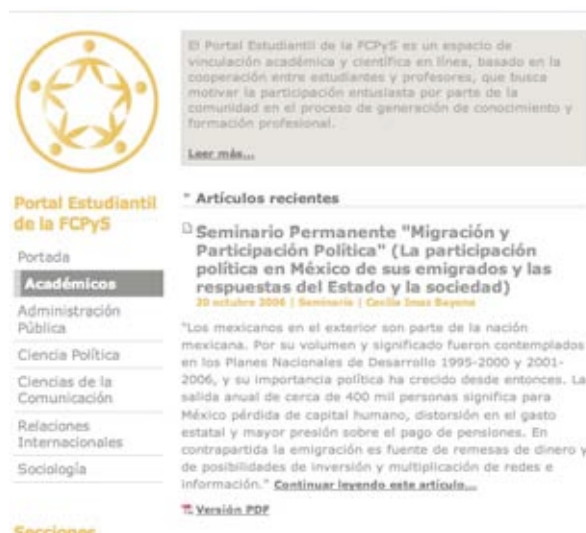 El Portal Estudiantil de la FCPyS es un espacio de
vinculación académica y científica en línea, basado en la
cooperación entre estudiantes y profesores, que busca
motivar la participación entusiasta por parte de la
comunidad en el proceso de generación de conocimiento y
formación profesional.
Leer más...
Portal Estudiantil
de la FCPyS
Portada
Académicos
Administración
Pública
Ciencia Política
Ciencias de la
Comunicación
Relaciones
Internacionales
Sociología
Secciones
" Artículos recientes
Seminario Permanente "Migración y
Participación Política" (La participación
política en México de sus emigrados y las
respuestas del Estado y la sociedad)
20 octubre 2006 | Seminario | Cecilia Imaz Bayona
"Los mexicanos en el exterior son parte de la nación
mexicana. Por su volumen y significado fueron contemplados
en los Planes Nacionales de Desarrollo 1995-2000 y 2001-
2006, y su importancia política ha crecido desde entonces. La
salida anual de cerca de 400 mil personas significa para
México pérdida de capital humano, distorsión en el gasto
estatal y mayor presión sobre el pago de pensiones. En
contrapartida la emigración es fuente de remesas de dinero y
de posibilidades de inversión y multiplicación de redes e
información." Continuar leyendo este artículo...
Versión PDF